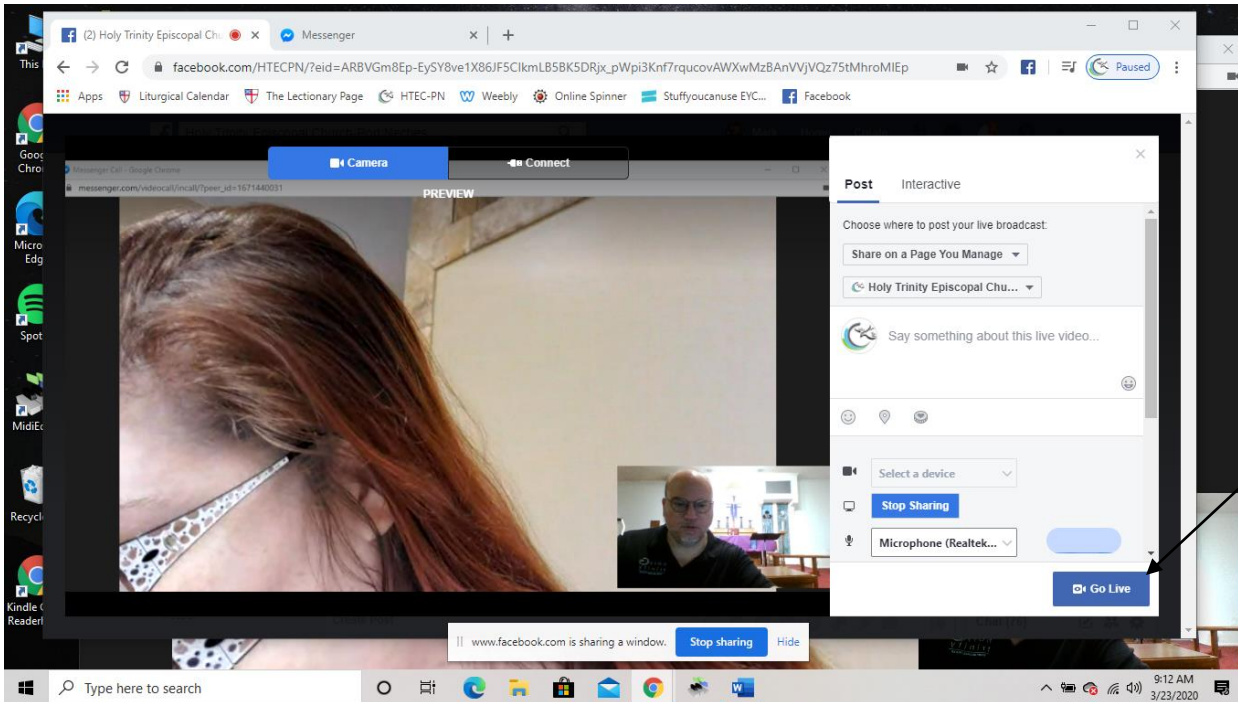 (2) Holy Trinity Episcopal Chu
Messenger
facebook.com/HTECPN/?eid=ARBVGm8Ep-EySY8ve1X86JF5CIkmLB5BK5DRjx_pWpi3Knf7rqucovAWXwMzBAnVVjVQz75tMhroMIEp
Paused
Apps Liturgical Calendar The Lectionary Page HTEC-PN Weebly Online Spinner Stuffyoucanuse EYC... Facebook
This
Goog
Chro
Micro
Edg
Spot
MidiEd
Recycl
Kindle
Reader
Camera
Connect
Messenger Call - Google Chrome
messenger.com/videocall/incall/?peer_id=1671440031
PREVIEW
Post Interactive
Choose where to post your live broadcast:
Share on a Page You Manage
Holy Trinity Episcopal Chu...
Say something about this live video...
Select a device
Stop Sharing
Microphone (Realtek...
Go Live
www.facebook.com is sharing a window. Stop sharing Hide
Type here to search
9:12 AM
3/23/2020